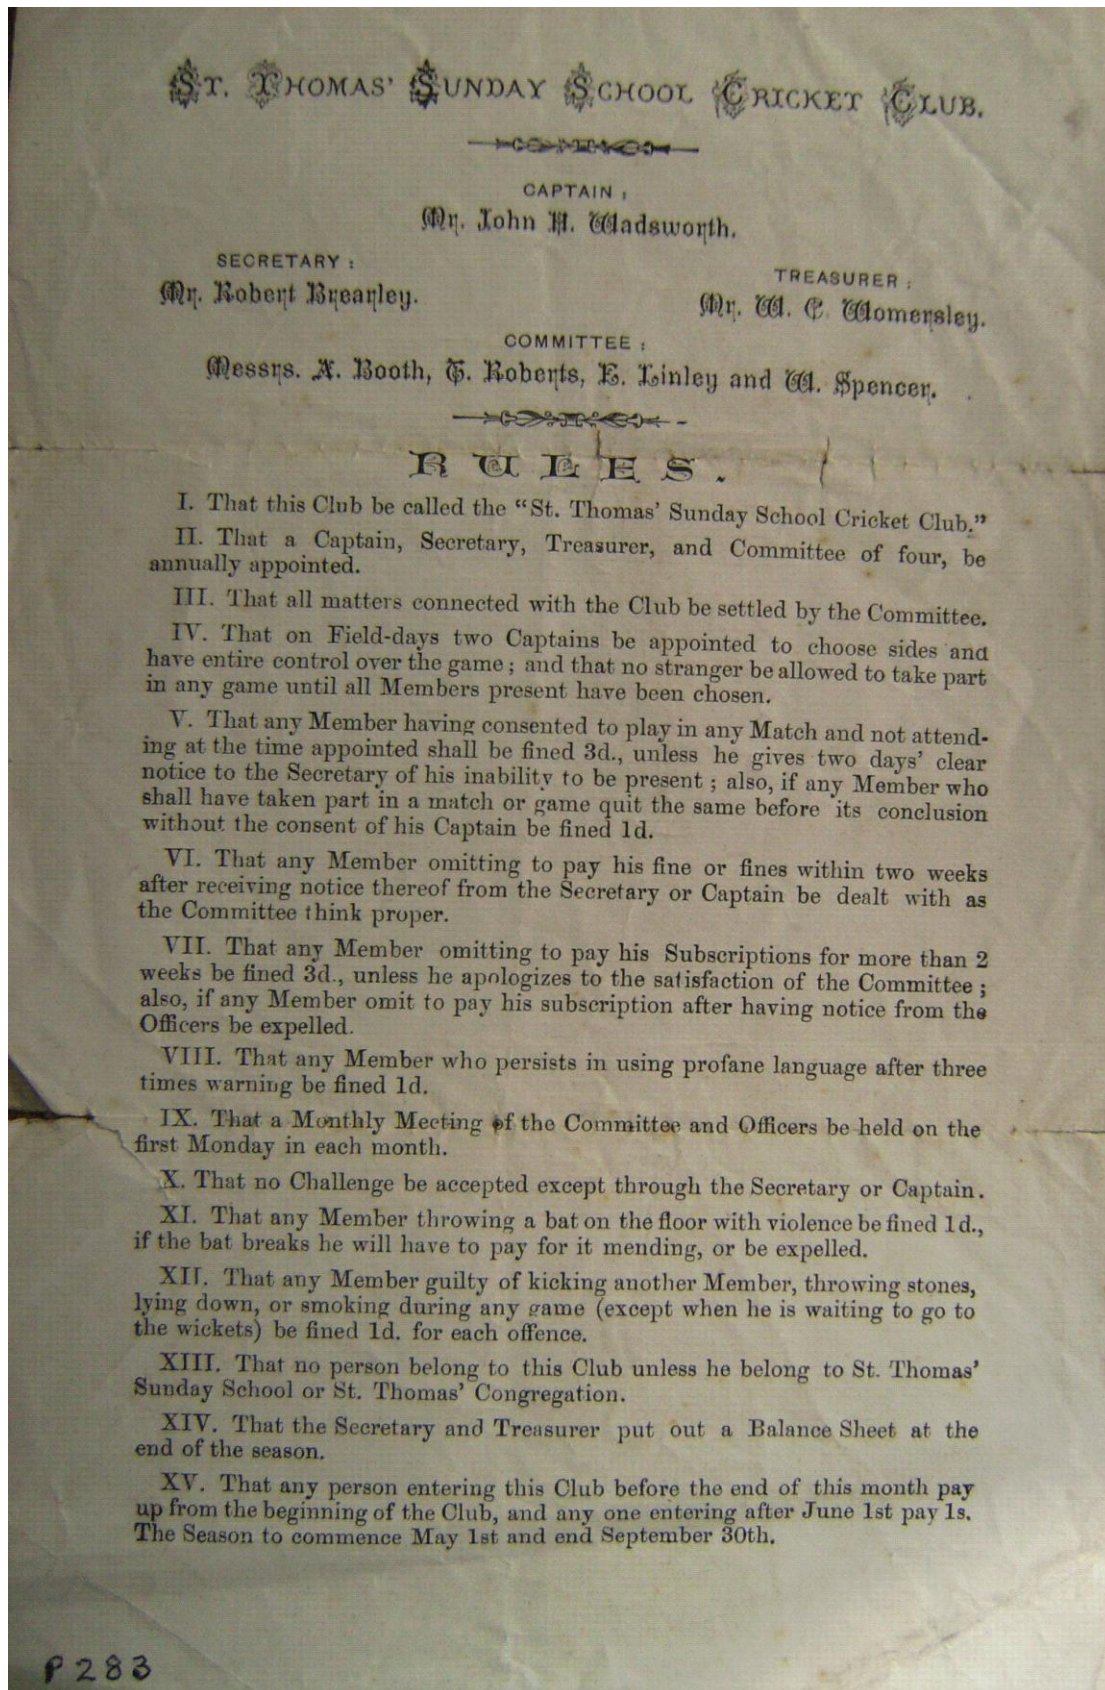 ST. THOMAS' SUNDAY SCHOOL CRICKET CLUB.
CAPTAIN :
Mr. John H. Wadsworth.
SECRETARY :
Mr. Robert Brearley.
TREASURER :
Mr. W. C. Womersley.
COMMITTEE :
Messrs. A. Booth, T. Roberts, E. Linley and W. Spencer.
RULES.
I. That this Club be called the “St. Thomas' Sunday School Cricket Club.”
II. That a Captain, Secretary, Treasurer, and Committee of four, be
annually appointed.
III. That all matters connected with the Club be settled by the Committee.
IV. That on Field-days two Captains be appointed to choose sides and
have entire control over the game ; and that no stranger be allowed to take part
in any game until all Members present have been chosen.
V. That any Member having consented to play in any Match and not attend-
ing at the time appointed shall be fined 3d., unless he gives two days' clear
notice to the Secretary of his inability to be present ; also, if any Member who
shall have taken part in a match or game quit the same before its conclusion
without the consent of his Captain be fined 1d.
VI. That any Member omitting to pay his fine or fines within two weeks
after receiving notice thereof from the Secretary or Captain be dealt with as
the Committee think proper.
VII. That any Member omitting to pay his Subscriptions for more than 2
weeks be fined 3d., unless he apologizes to the satisfaction of the Committee ;
also, if any Member omit to pay his subscription after having notice from the
Officers be expelled.
VIII. That any Member who persists in using profane language after three
times warning be fined 1d.
IX. That a Monthly Meeting of the Committee and Officers be held on the
first Monday in each month.
X. That no Challenge be accepted except through the Secretary or Captain.
XI. That any Member throwing a bat on the floor with violence be fined 1d.,
if the bat breaks he will have to pay for it mending, or be expelled.
XII. That any Member guilty of kicking another Member, throwing stones,
lying down, or smoking during any game (except when he is waiting to go to
the wickets) be fined 1d. for each offence.
XIII. That no person belong to this Club unless he belong to St. Thomas'
Sunday School or St. Thomas' Congregation.
XIV. That the Secretary and Treasurer put out a Balance Sheet at the
end of the season.
XV. That any person entering this Club before the end of this month pay
up from the beginning of the Club, and any one entering after June 1st pay 1s.
The Season to commence May 1st and end September 30th.
P283